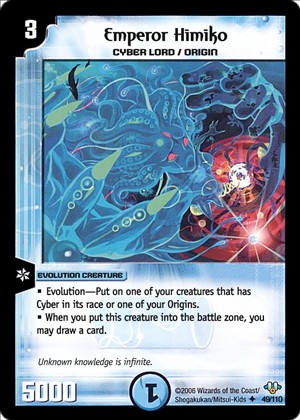 3
Emperor Himiko
CYBER LORD / ORIGIN
EVOLUTION CREATURE
▪ Evolution—Put on one of your creatures that has
Cyber in its race or one of your Origins.
▪ When you put this creature into the battle zone, you
may draw a card.
Unknown knowledge is infinite.
5000
1
©2006 Wizards of the Coast/
Shogakukan/Mitsui-Kids
49/110